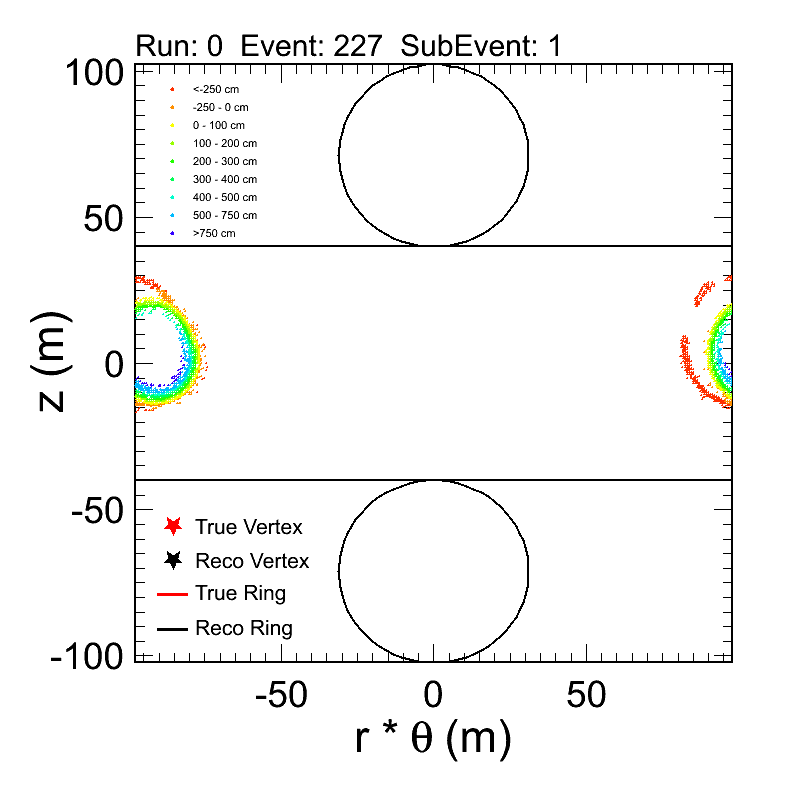 Run: 0  Event: 227  SubEvent: 1
100
<-250 cm
-250 - 0 cm
0 - 100 cm
100 - 200 cm
200 - 300 cm
300 - 400 cm
400 - 500 cm
500 - 750 cm
>750 cm
50
0
-50
-100
z (m)
True Vertex
Reco Vertex
True Ring
Reco Ring
-50 0 50
r * θ (m)